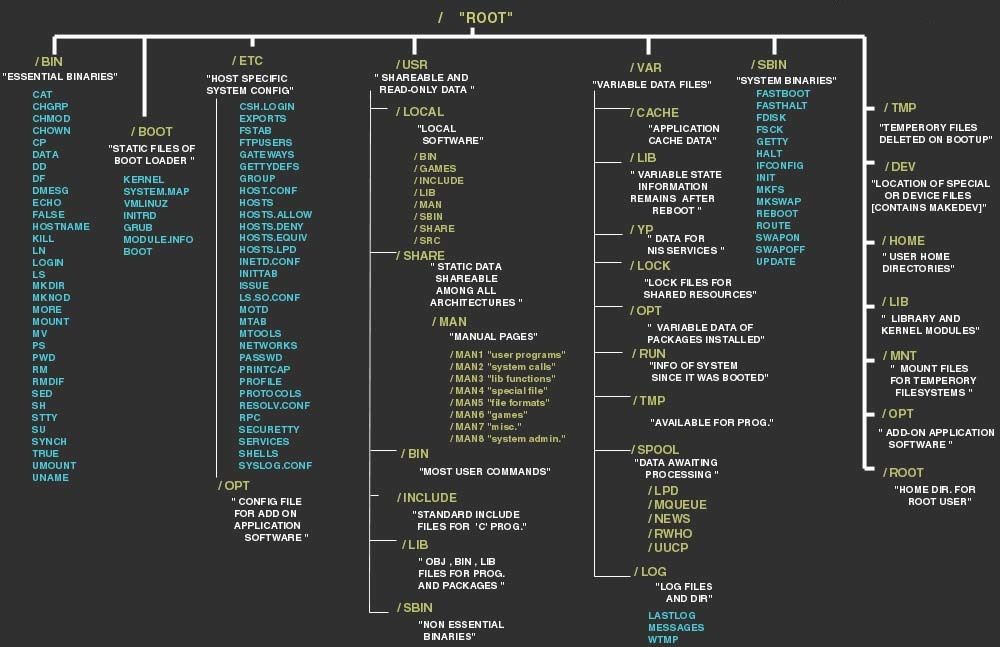 / "ROOT"
/BIN
"ESSENTIAL BINARIES"
CAT
CHGRP
CHMOD
CHOWN
CP
DATA
DD
DF
DMESG
ECHO
FALSE
HOSTNAME
KILL
LN
LOGIN
LS
MKDIR
MKNOD
MORE
MOUNT
MV
PS
PWD
RM
RMDIF
SED
SH
STTY
SU
SYNCH
TRUE
UMOUNT
UNAME
/BOOT
"STATIC FILES OF
BOOT LOADER "
KERNEL
SYSTEM.MAP
VMLINUZ
INITRD
GRUB
MODULE.INFO
BOOT
/ETC
"HOST SPECIFIC
SYSTEM CONFIG"
CSH.LOGIN
EXPORTS
FSTAB
FTPUSERS
GATEWAYS
GETTYDEFS
GROUP
HOST.CONF
HOSTS
HOSTS.ALLOW
HOSTS.DENY
HOSTS.EQUIV
HOSTS.LPD
INETD.CONF
INITTAB
ISSUE
LS.SO.CONF
MOTD
MTAB
MTOOLS
NETWORKS
PASSWD
PRINTCAP
PROFILE
PROTOCOLS
RESOLV.CONF
RPC
SECURETTY
SERVICES
SHELLS
SYSLOG.CONF
/OPT
" CONFIG FILE
FOR ADD ON
APPLICATION
SOFTWARE "
/USR
" SHAREABLE AND
READ-ONLY DATA "
/LOCAL
"LOCAL
SOFTWARE"
/BIN
/GAMES
/INCLUDE
/LIB
/MAN
/SBIN
/SHARE
/SRC
/SHARE
" STATIC DATA
SHAREABLE
AMONG ALL
ARCHITECTURES "
/MAN
"MANUAL PAGES"
/MAN1 "user programs"
/MAN2 "system calls"
/MAN3 "lib functions"
/MAN4 "special file"
/MAN5 "file formats"
/MAN6 "games"
/MAN7 "misc."
/MAN8 "system admin."
/BIN
"MOST USER COMMANDS"
/INCLUDE
"STANDARD INCLUDE
FILES FOR 'C' PROG."
/LIB
" OBJ , BIN , LIB
FILES FOR PROG.
AND PACKAGES "
/SBIN
"NON ESSENTIAL
BINARIES"
/VAR
"VARIABLE DATA FILES"
/CACHE
"APPLICATION
CACHE DATA"
/LIB
" VARIABLE STATE
INFORMATION
REMAINS AFTER
REBOOT "
/YP
" DATA FOR
NIS SERVICES "
/LOCK
"LOCK FILES FOR
SHARED RESOURCES"
/OPT
" VARIABLE DATA OF
PACKAGES INSTALLED"
/RUN
"INFO OF SYSTEM
SINCE IT WAS BOOTED"
/TMP
"AVAILABLE FOR PROG."
/SPOOL
"DATA AWAITING
PROCESSING "
/LPD
/MQUEUE
/NEWS
/RWHO
/UUCP
/LOG
"LOG FILES
AND DIR"
LASTLOG
MESSAGES
WTMP
/SBIN
"SYSTEM BINARIES"
FASTBOOT
FASTHALT
FDISK
FSCK
GETTY
HALT
IFCONFIG
INIT
MKFS
MKSWAP
REBOOT
ROUTE
SWAPON
SWAPOFF
UPDATE
/TMP
"TEMPERORY FILES
DELETED ON BOOTUP"
/DEV
"LOCATION OF SPECIAL
OR DEVICE FILES
[CONTAINS MAKEDEV]"
/HOME
" USER HOME
DIRECTORIES"
/LIB
" LIBRARY AND
KERNEL MODULES"
/MNT
" MOUNT FILES
FOR TEMPERORY
FILESYSTEMS "
/OPT
" ADD-ON APPLICATION
SOFTWARE "
/ROOT
"HOME DIR. FOR
ROOT USER"